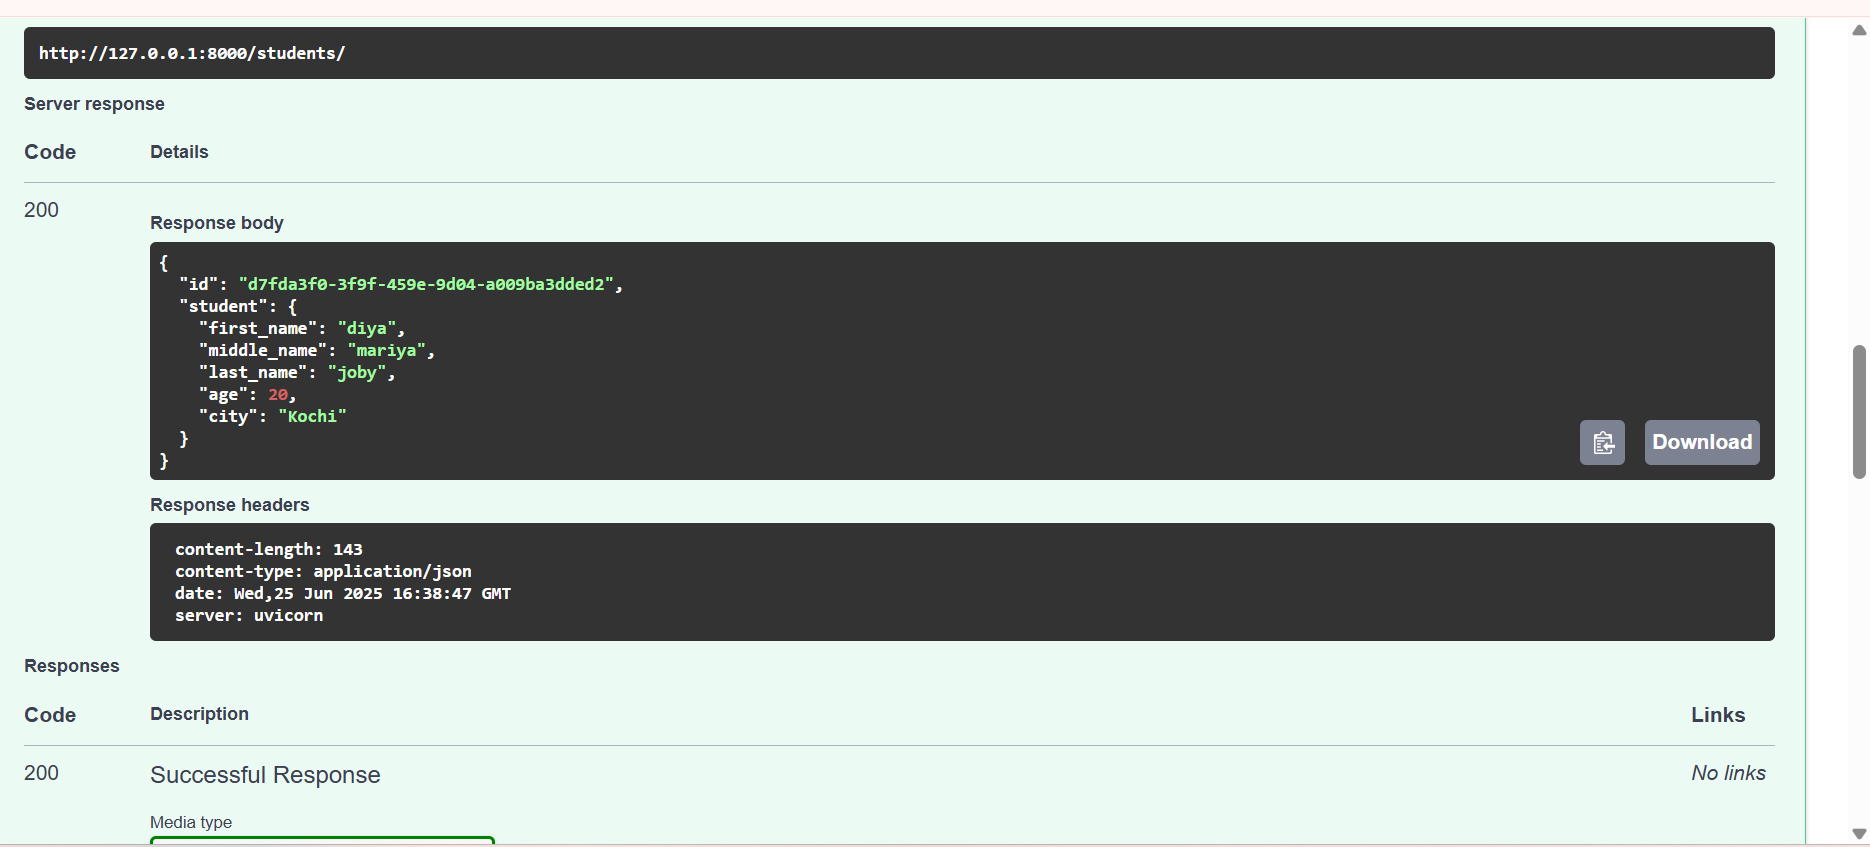 http://127.0.0.1:8000/students/
Server response
Code Details
200
Response body
{
  "id": "d7fda3f0-3f9f-459e-9d04-a009ba3dded2",
  "student": {
    "first_name": "diya",
    "middle_name": "mariya",
    "last_name": "joby",
    "age": 20,
    "city": "Kochi"
  }
}
Download
Response headers
content-length: 143
content-type: application/json
date: Wed,25 Jun 2025 16:38:47 GMT
server: uvicorn
Responses
Code Description Links
200 Successful Response No links
Media type